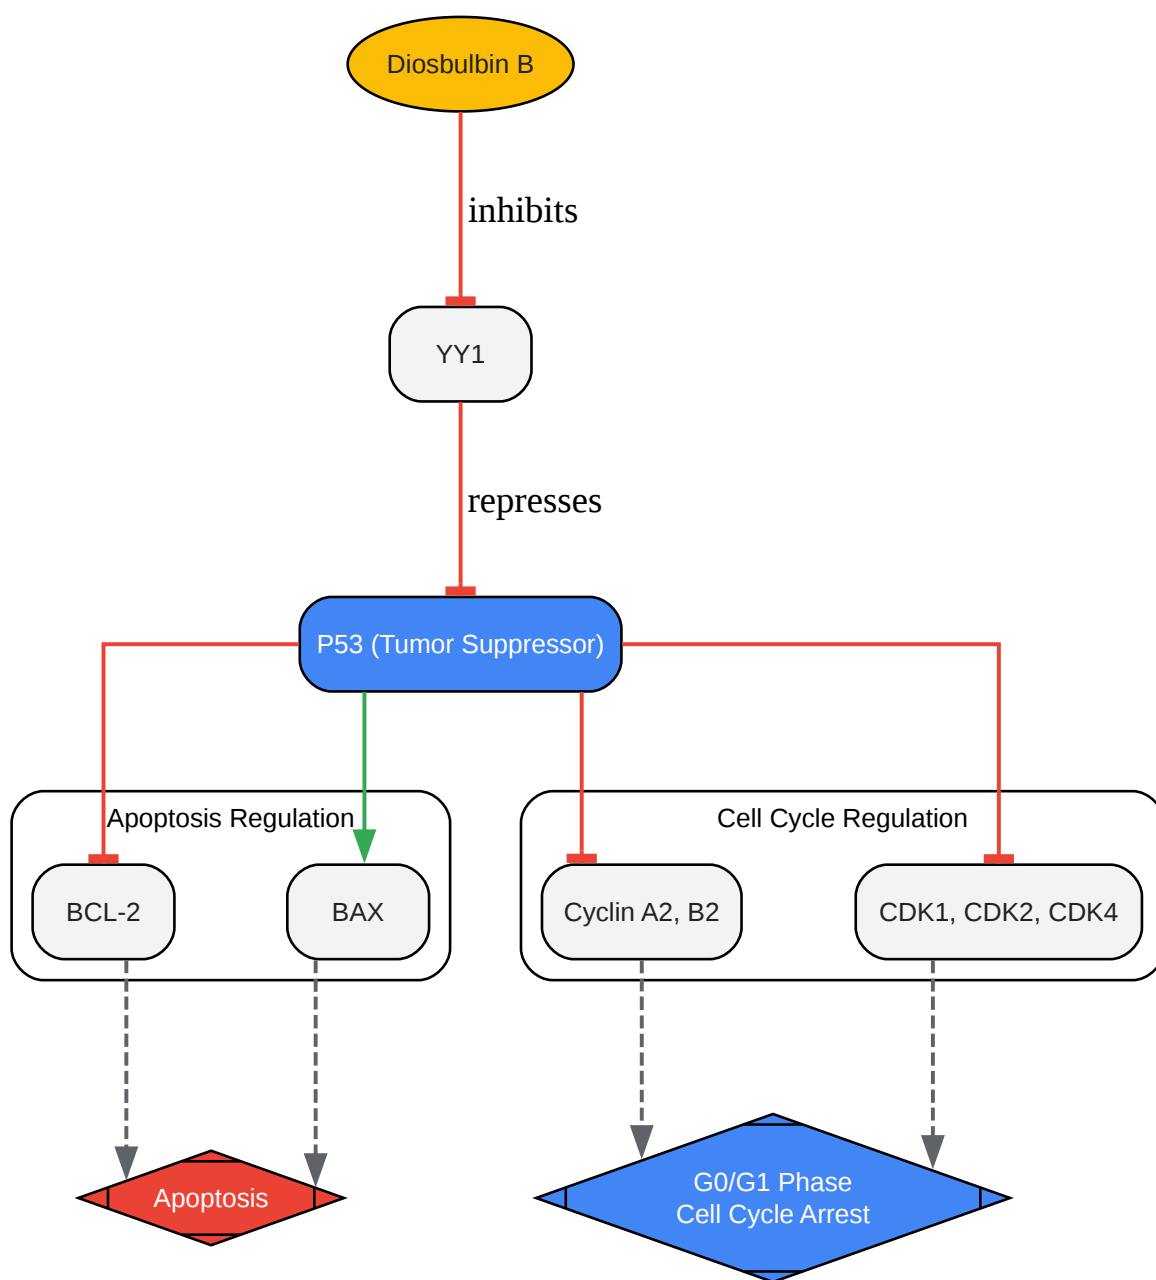 Diosbulbin B
inhibits
YY1
represses
P53 (Tumor Suppressor)
Apoptosis Regulation
Cell Cycle Regulation
BCL-2
BAX
Cyclin A2, B2
CDK1, CDK2, CDK4
Apoptosis
G0/G1 Phase
Cell Cycle Arrest